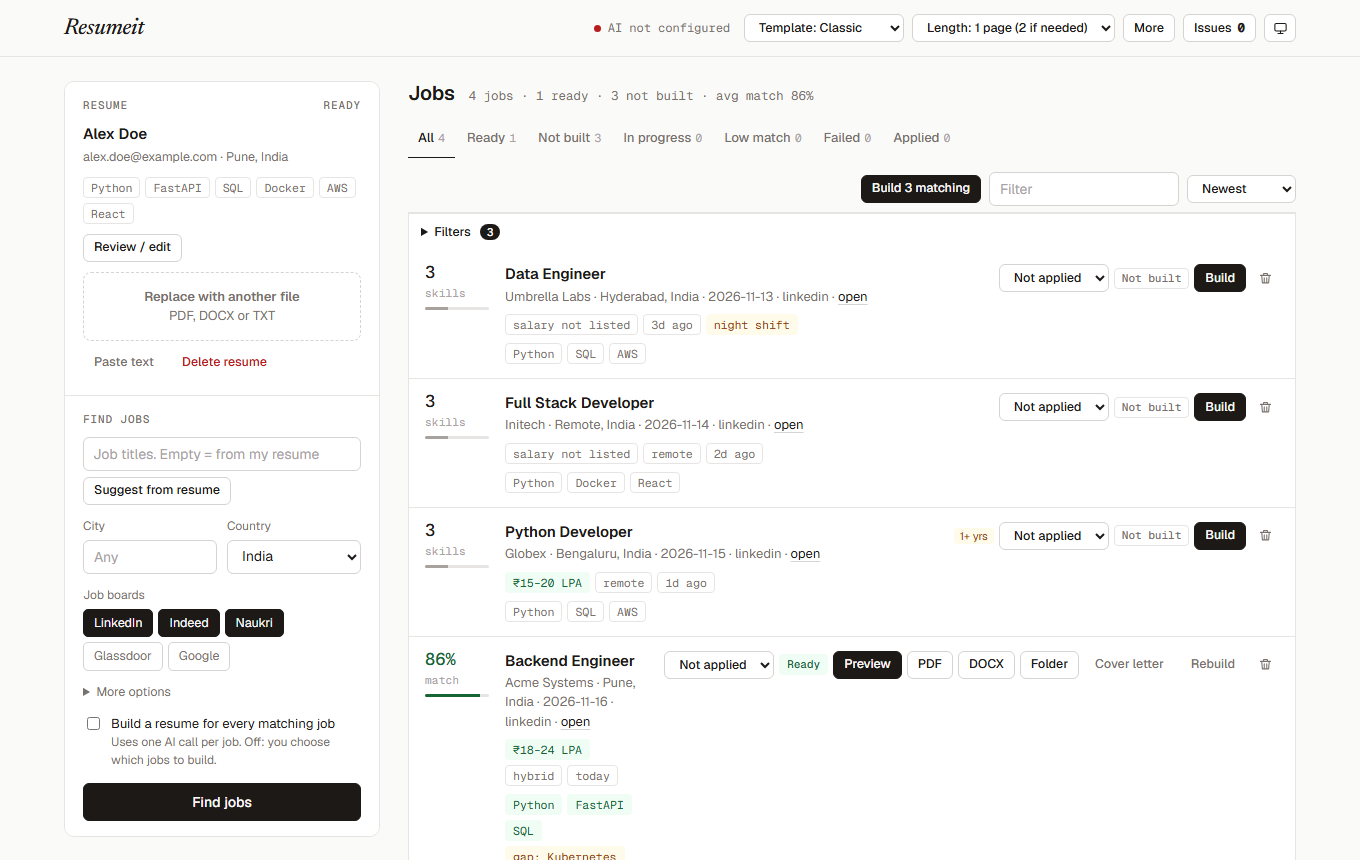 Resumeit
AI not configured
Template: Classic
Length: 1 page (2 if needed)
More
Issues 0
RESUME READY
Alex Doe
alex.doe@example.com · Pune, India
Python FastAPI SQL Docker AWS
React
Review / edit
Replace with another file
PDF, DOCX or TXT
Paste text Delete resume
FIND JOBS
Job titles. Empty = from my resume
Suggest from resume
City Country
Any India
Job boards
LinkedIn Indeed Naukri
Glassdoor Google
More options
Build a resume for every matching job
Uses one AI call per job. Off: you choose
which jobs to build.
Find jobs
Jobs 4 jobs · 1 ready · 3 not built · avg match 86%
All 4 Ready 1 Not built 3 In progress 0 Low match 0 Failed 0 Applied 0
Build 3 matching Filter Newest
Filters 3
3 skills
Data Engineer
Umbrella Labs · Hyderabad, India · 2026-11-13 · linkedin · open
salary not listed 3d ago night shift
Python SQL AWS
Not applied Not built Build
3 skills
Full Stack Developer
Initech · Remote, India · 2026-11-14 · linkedin · open
salary not listed remote 2d ago
Python Docker React
Not applied Not built Build
3 skills
Python Developer
Globex · Bengaluru, India · 2026-11-15 · linkedin · open
₹15–20 LPA remote 1d ago
Python SQL AWS
1+ yrs Not applied Not built Build
86% match
Backend Engineer
Acme Systems · Pune,
India · 2026-11-16 ·
linkedin · open
₹18–24 LPA
hybrid today
Python FastAPI
SQL
gap: Kubernetes
Not applied Ready Preview PDF DOCX Folder Cover letter Rebuild